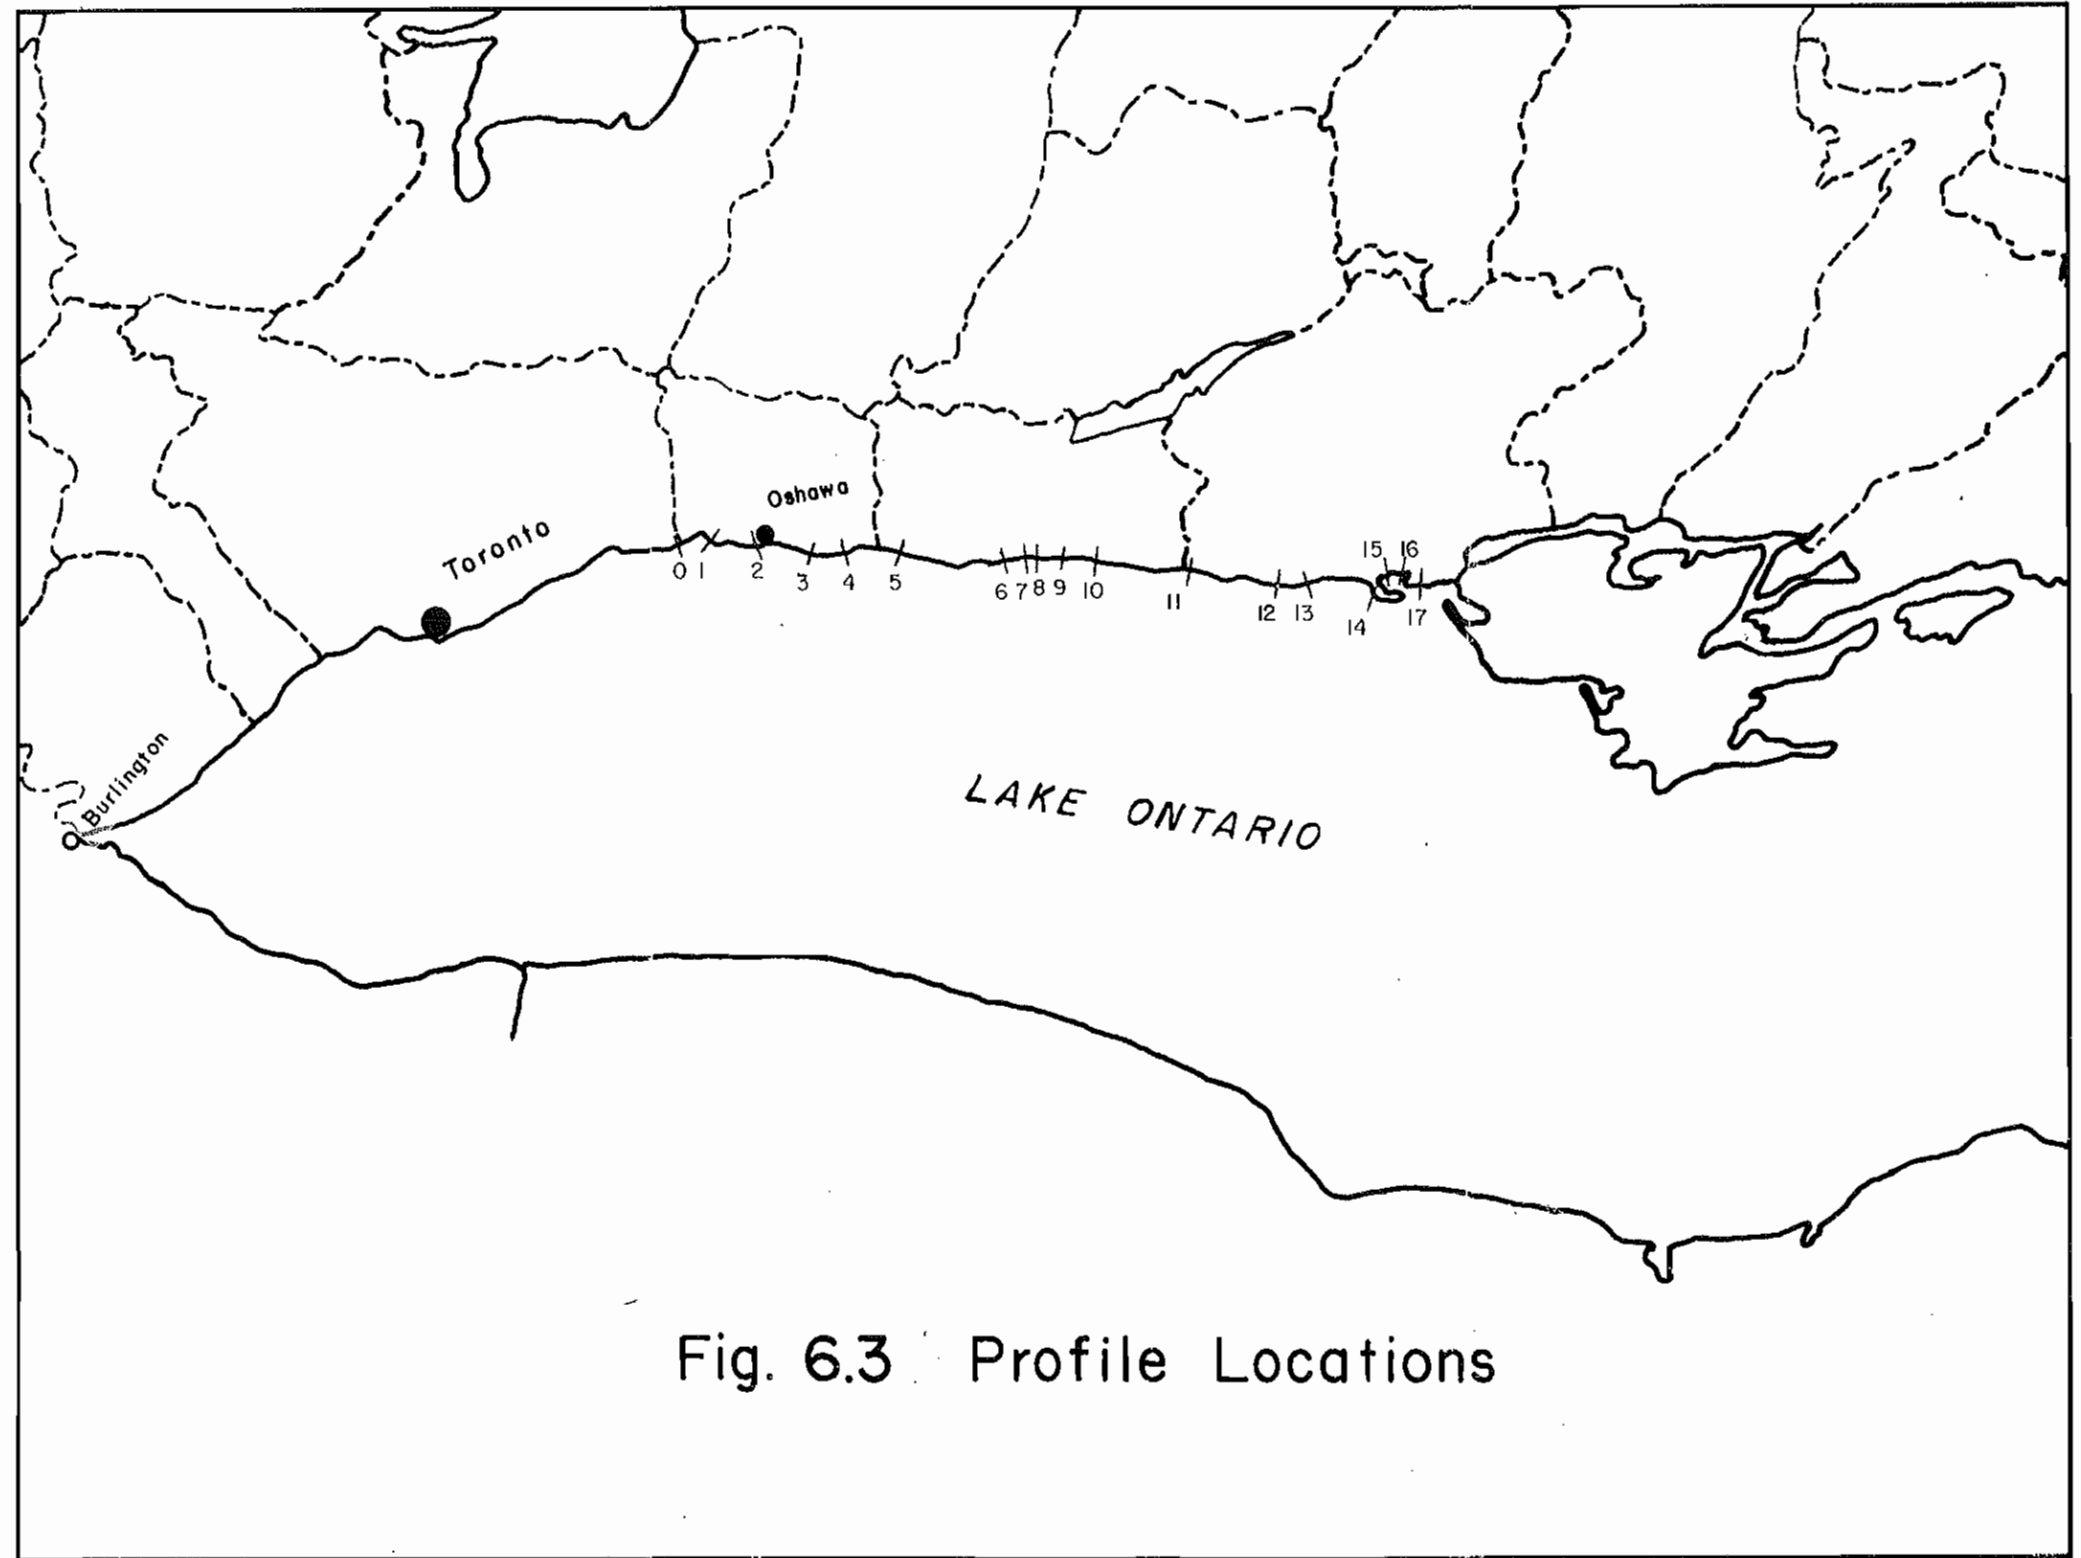 Oshawa
Toronto
15 16
0 1 2 3 4 5 6 7 8 9 10 11 12 13 14 17
Burlington
LAKE ONTARIO
Fig. 6.3 Profile Locations